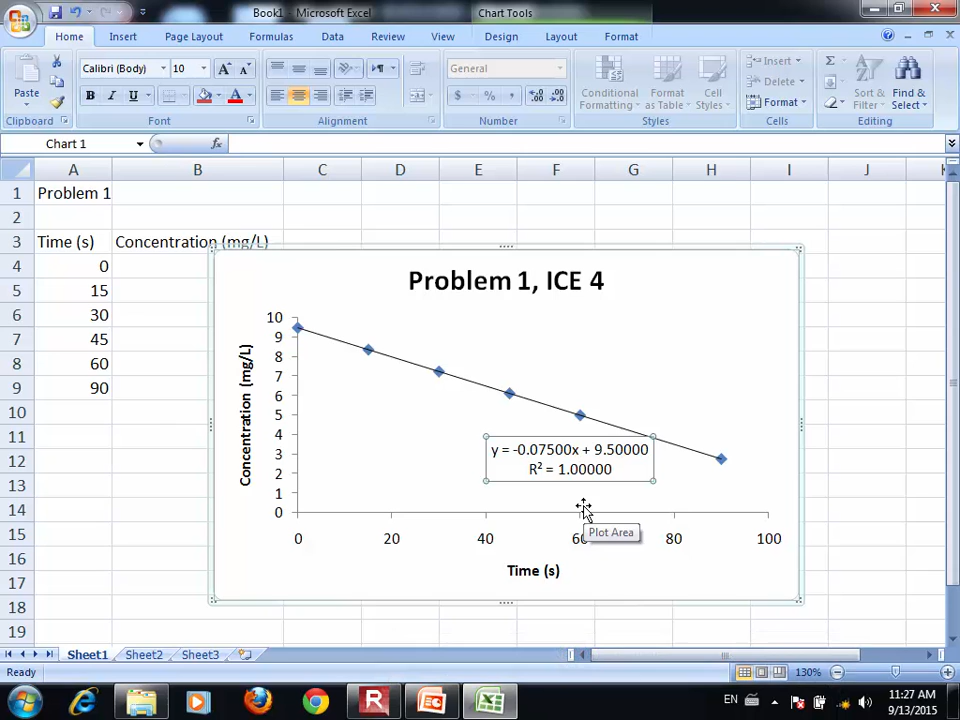 Book1 - Microsoft Excel
Chart Tools
Home Insert Page Layout Formulas Data Review View Design Layout Format
Paste
Calibri (Body) 10
General
Conditional Formatting
Format as Table
Cell Styles
Insert
Delete
Format
Sort & Filter
Find & Select
Clipboard Font Alignment Number Styles Cells Editing
Chart 1
A B C D E F G H I J K
1 Problem 1
2
3 Time (s) Concentration (mg/L)
4 0
5 15
6 30
7 45
8 60
9 90
10
11
12
13
14
15
16
17
18
19
Problem 1, ICE 4
Concentration (mg/L)
10
9
8
7
6
5
4
3
2
1
0
y = -0.07500x + 9.50000
R² = 1.00000
Plot Area
0 20 40 60 80 100
Time (s)
Sheet1 Sheet2 Sheet3
Ready
130%
EN
11:27 AM
9/13/2015